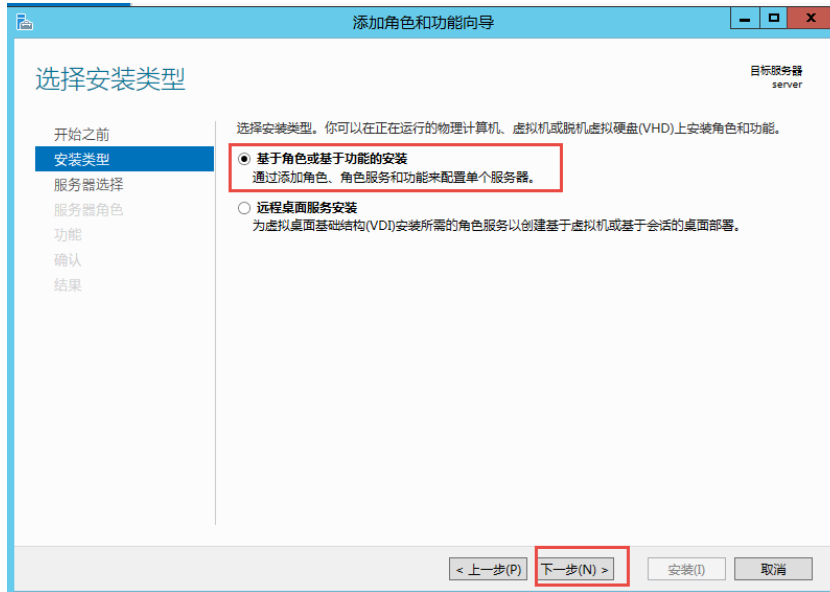 添加角色和功能向导
选择安装类型
目标服务器
server
开始之前
安装类型
服务器选择
服务器角色
功能
确认
结果
选择安装类型。你可以在正在运行的物理计算机、虚拟机或脱机虚拟硬盘(VHD)上安装角色和功能。
基于角色或基于功能的安装
通过添加角色、角色服务和功能来配置单个服务器。
远程桌面服务安装
为虚拟桌面基础结构(VDI)安装所需的角色服务以创建基于虚拟机或基于会话的桌面部署。
< 上一步(P)
下一步(N) >
安装(I)
取消